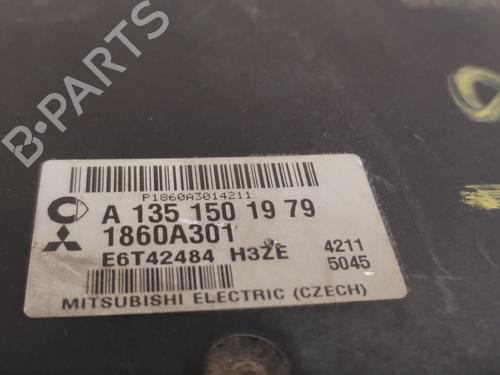 B-PARTS
P1860A3014211
A 135 150 19 79
1860A301
E6T42484 H3ZE 4211
5045
MITSUBISHI ELECTRIC (CZECH)